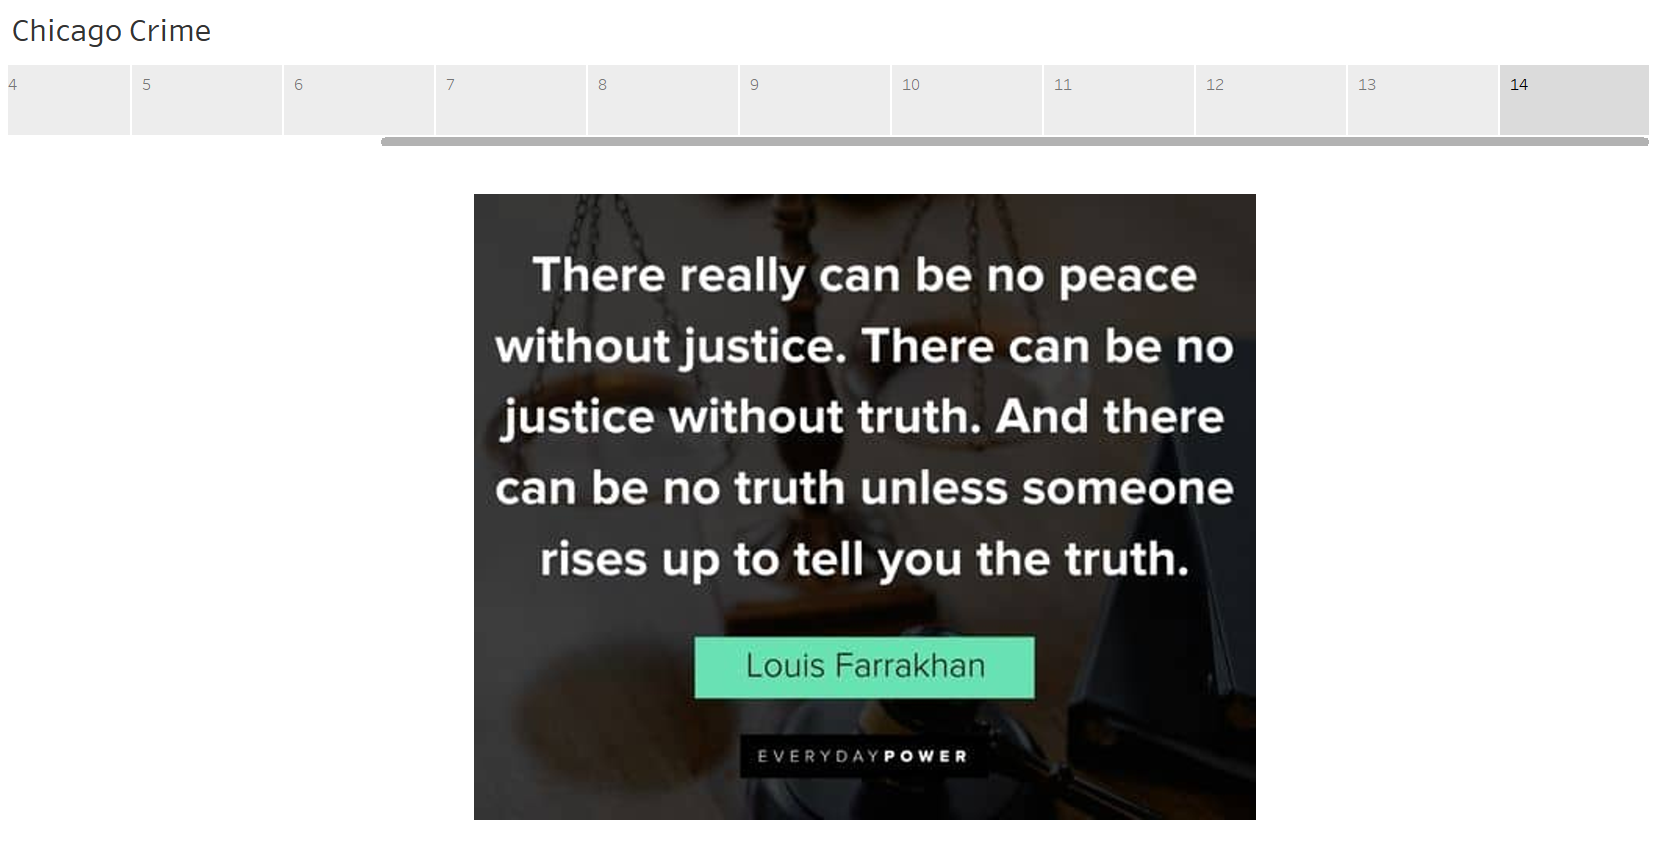 Chicago Crime
4 5 6 7 8 9 10 11 12 13 14
There really can be no peace
without justice. There can be no
justice without truth. And there
can be no truth unless someone
rises up to tell you the truth.
Louis Farrakhan
EVERYDAYPOWER